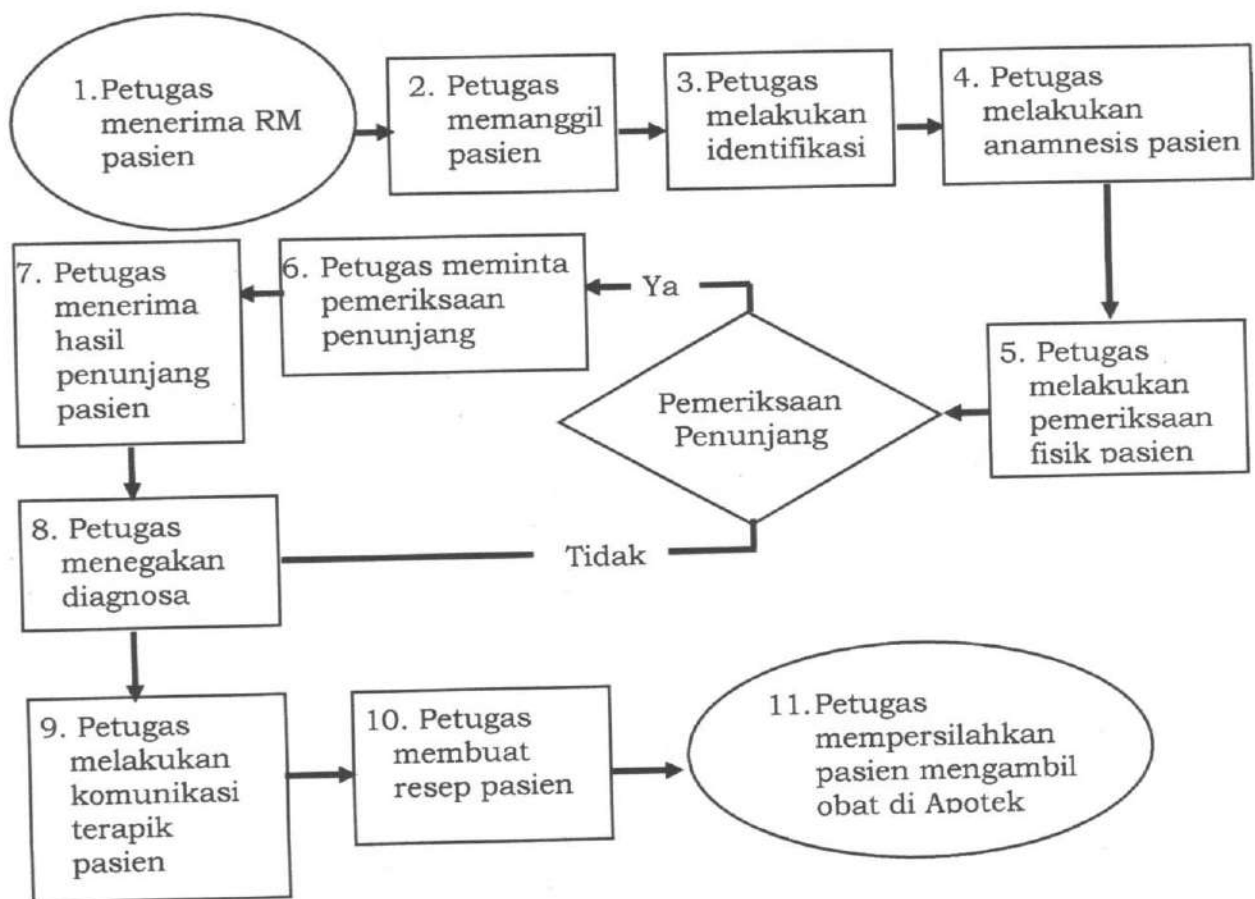 1.Petugas
menerima RM
pasien
2. Petugas
memanggil
pasien
3.Petugas
melakukan
identifikasi
4. Petugas
melakukan
anamnesis pasien
5. Petugas
melakukan
pemeriksaan
fisik pasien
Pemeriksaan
Penunjang
Ya
6. Petugas meminta
pemeriksaan
penunjang
7. Petugas
menerima
hasil
penunjang
pasien
Tidak
8. Petugas
menegakan
diagnosa
9. Petugas
melakukan
komunikasi
terapik
pasien
10. Petugas
membuat
resep pasien
11.Petugas
mempersilahkan
pasien mengambil
obat di Apotek